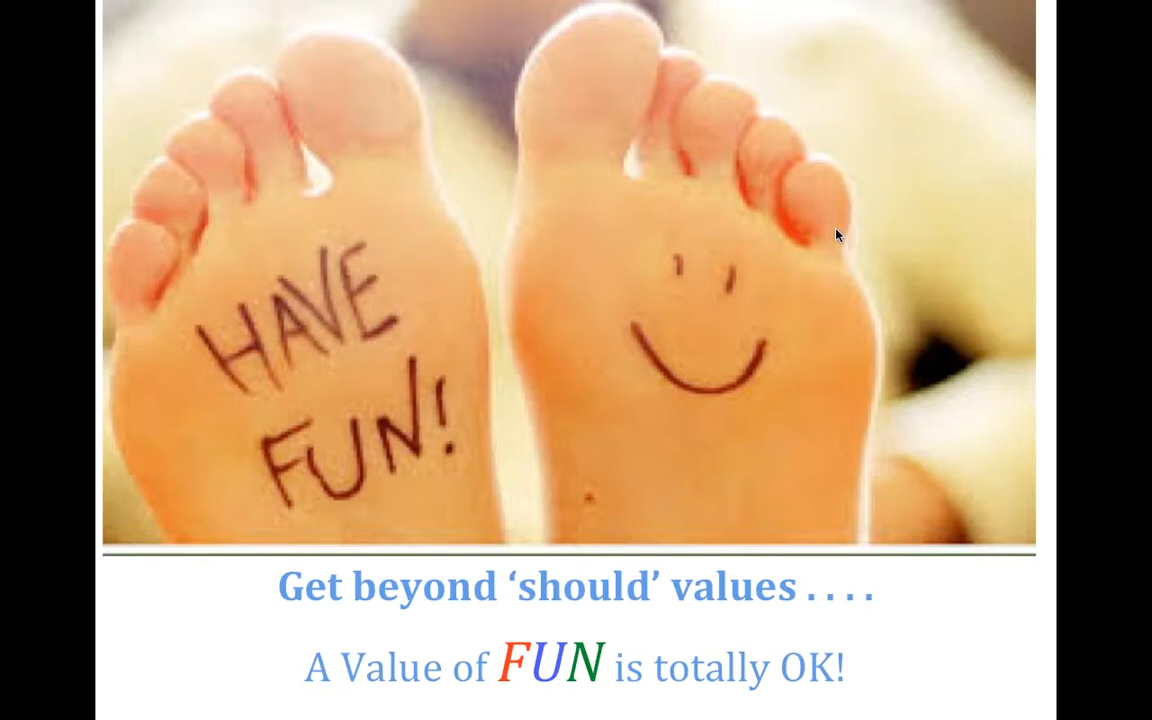 HAVE
FUN!
Get beyond ‘should’ values . . . .
A Value of FUN is totally OK!